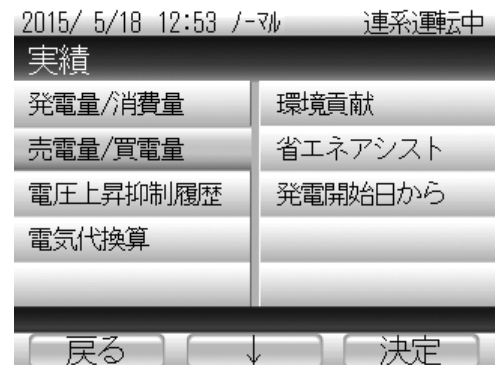 2015/ 5/18 12:53 ノーマル 連系運転中
実績
発電量/消費量 環境貢献
売電量/買電量 省エネアシスト
電圧上昇抑制履歴 発電開始日から
電気代換算
戻る ↓ 決定